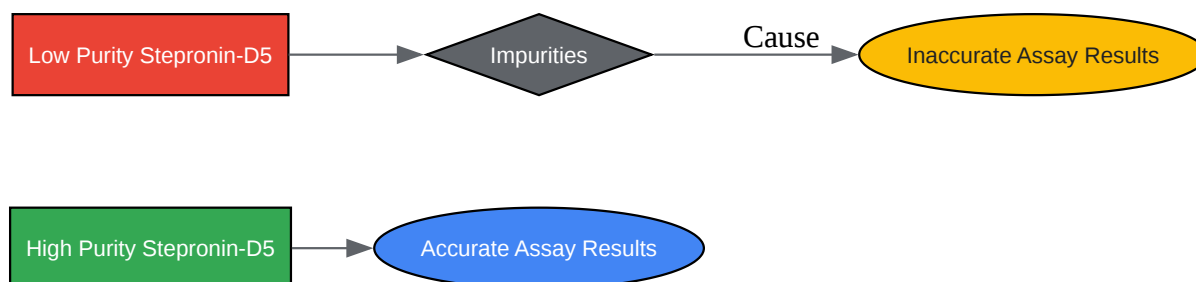 Low Purity Stepronin-D5
Impurities
Cause
Inaccurate Assay Results
High Purity Stepronin-D5
Accurate Assay Results